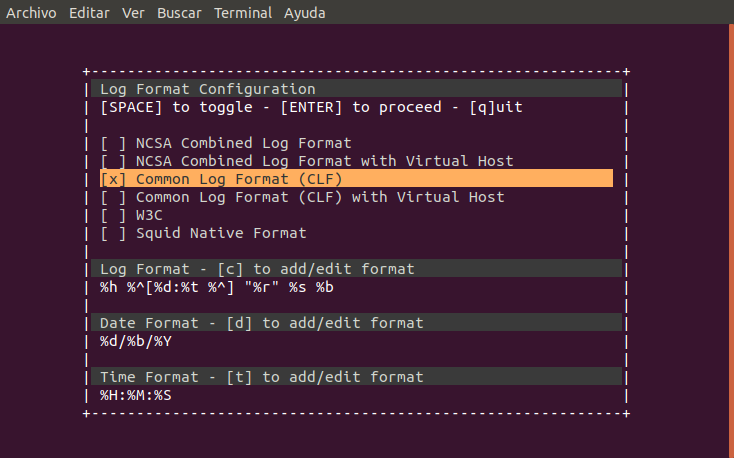 Archivo Editar Ver Buscar Terminal Ayuda
Log Format Configuration
[SPACE] to toggle - [ENTER] to proceed - [q]uit
[ ] NCSA Combined Log Format
[ ] NCSA Combined Log Format with Virtual Host
[x] Common Log Format (CLF)
[ ] Common Log Format (CLF) with Virtual Host
[ ] W3C
[ ] Squid Native Format
Log Format - [c] to add/edit format
%h %^[%d:%t %^] "%r" %s %b
Date Format - [d] to add/edit format
%d/%b/%Y
Time Format - [t] to add/edit format
%H:%M:%S